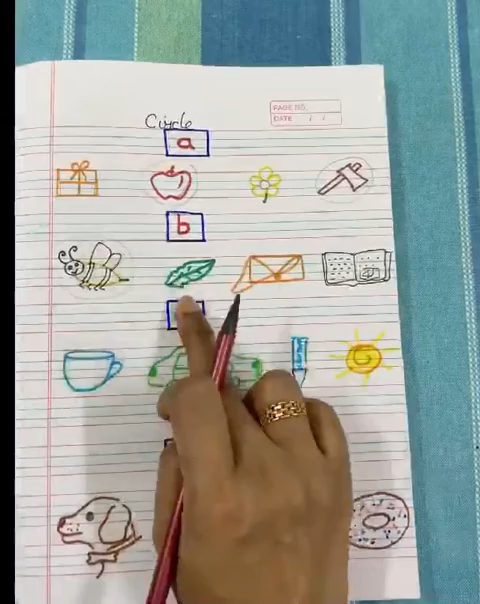 Circle
PAGE NO.
DATE / /
a
b